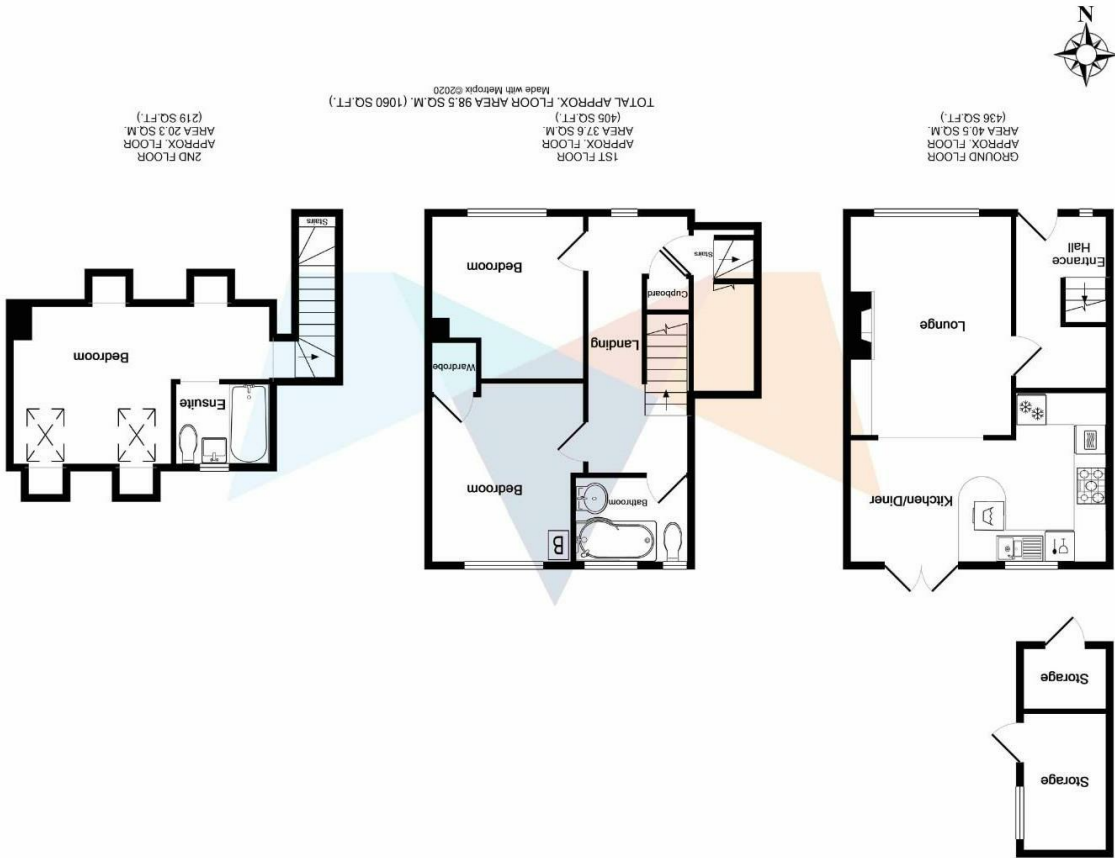 N
Storage
Storage
Kitchen/Diner
Lounge
Entrance
Hall
GROUND FLOOR
APPROX. FLOOR
AREA 40.5 SQ.M.
(436 SQ.FT.)
B
Bathroom
Bedroom
Wardrobe
Landing
Cupboard
Stairs
Bedroom
1ST FLOOR
APPROX. FLOOR
AREA 37.6 SQ.M.
(405 SQ.FT.)
Ensuite
Bedroom
Stairs
2ND FLOOR
APPROX. FLOOR
AREA 20.3 SQ.M.
(219 SQ.FT.)
TOTAL APPROX. FLOOR AREA 98.5 SQ.M. (1060 SQ.FT.)
Made with Metropix ©2020